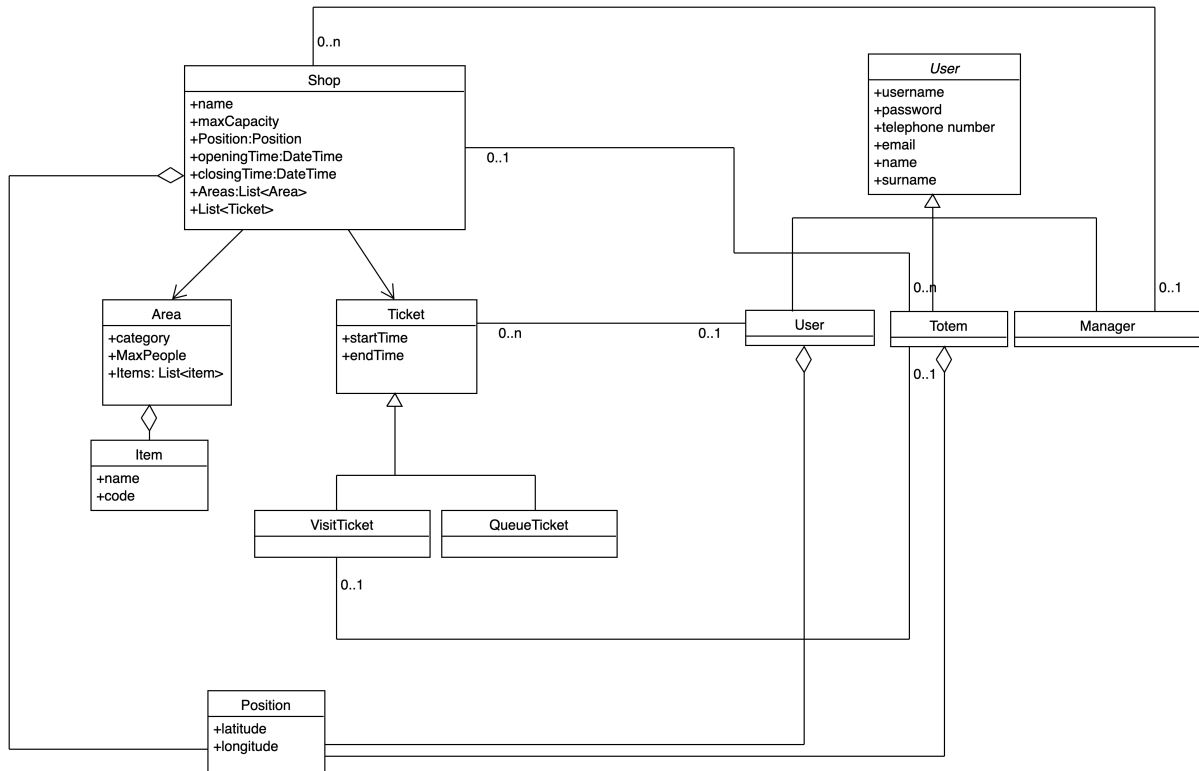 0..n
Shop
+name
+maxCapacity
+Position:Position
+openingTime:DateTime
+closingTime:DateTime
+Areas:List<Area>
+List<Ticket>
User
+username
+password
+telephone number
+email
+name
+surname
0..1
0..n
0..1
Area
+category
+MaxPeople
+Items: List<item>
Ticket
+startTime
+endTime
0..n
0..1
User
Totem
Manager
0..1
Item
+name
+code
VisitTicket
QueueTicket
0..1
Position
+latitude
+longitude